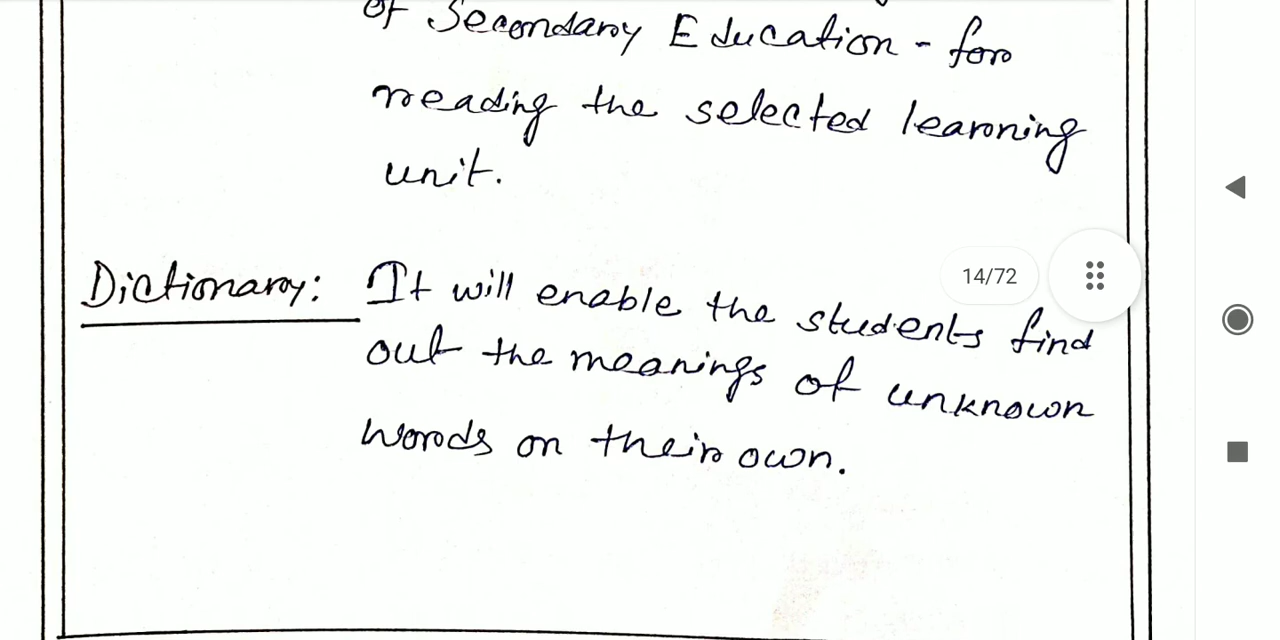 of Secondary Education - for
reading the selected learning
unit.
Dictionary: It will enable the students find
out the meanings of unknown
words on their own.
14/72